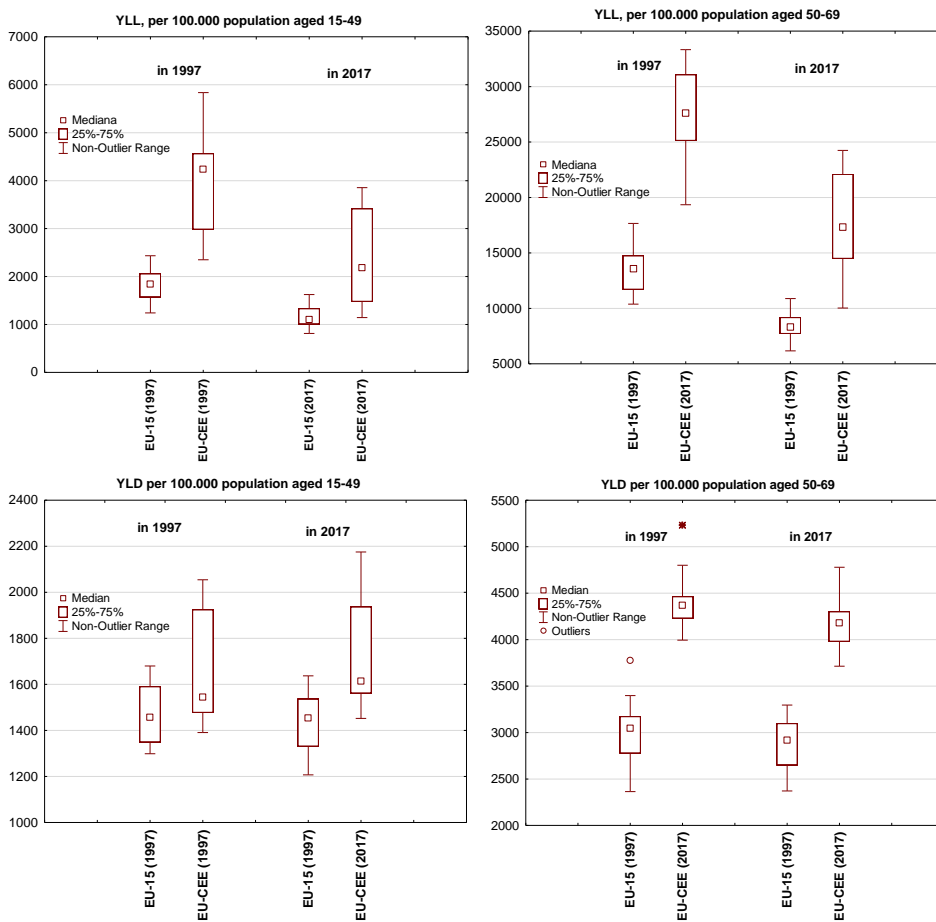 YLL, per 100.000 population aged 15-49
7000
6000
5000
4000
3000
2000
1000
0
in 1997
in 2017
Mediana
25%-75%
Non-Outlier Range
EU-15 (1997)
EU-CEE (1997)
EU-15 (2017)
EU-CEE (2017)
YLL, per 100.000 population aged 50-69
35000
30000
25000
20000
15000
10000
5000
in 1997
in 2017
Mediana
25%-75%
Non-Outlier Range
EU-15 (1997)
EU-CEE (2017)
EU-15 (1997)
EU-CEE (2017)
YLD per 100.000 population aged 15-49
2400
2200
2000
1800
1600
1400
1200
1000
in 1997
in 2017
Median
25%-75%
Non-Outlier Range
EU-15 (1997)
EU-CEE (2017)
EU-15 (1997)
EU-CEE (2017)
YLD per 100.000 population aged 50-69
5500
5000
4500
4000
3500
3000
2500
2000
in 1997
in 2017
Median
25%-75%
Non-Outlier Range
Outliers
EU-15 (1997)
EU-CEE (2017)
EU-15 (1997)
EU-CEE (2017)